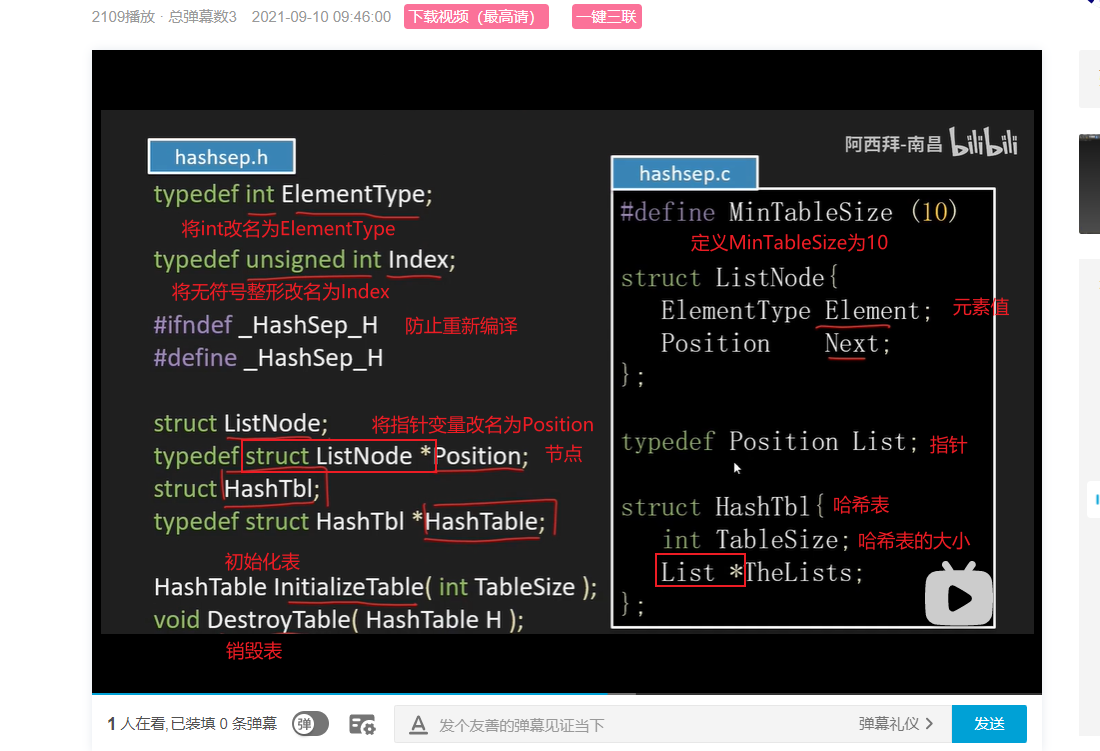 2109播放 · 总弹幕数3 2021-09-10 09:46:00 下载视频（最高清） 一键三联
阿西拜-南昌 bilibili
hashsep.h
typedef int ElementType;
将int改名为ElementType
typedef unsigned int Index;
将无符号整形改名为Index
#ifndef _HashSep_H 防止重新编译
#define _HashSep_H
struct ListNode; 将指针变量改名为Position
typedef struct ListNode *Position; 节点
struct HashTbl;
typedef struct HashTbl *HashTable;
初始化表
HashTable InitializeTable( int TableSize );
void DestroyTable( HashTable H );
销毁表
hashsep.c
#define MinTableSize (10)
定义MinTableSize为10
struct ListNode{
ElementType Element; 元素值
Position Next;
};
typedef Position List; 指针
struct HashTbl{ 哈希表
int TableSize; 哈希表的大小
List *TheLists;
};
1 人在看,已装填 0 条弹幕 弹 A 发个友善的弹幕见证当下 弹幕礼仪 > 发送